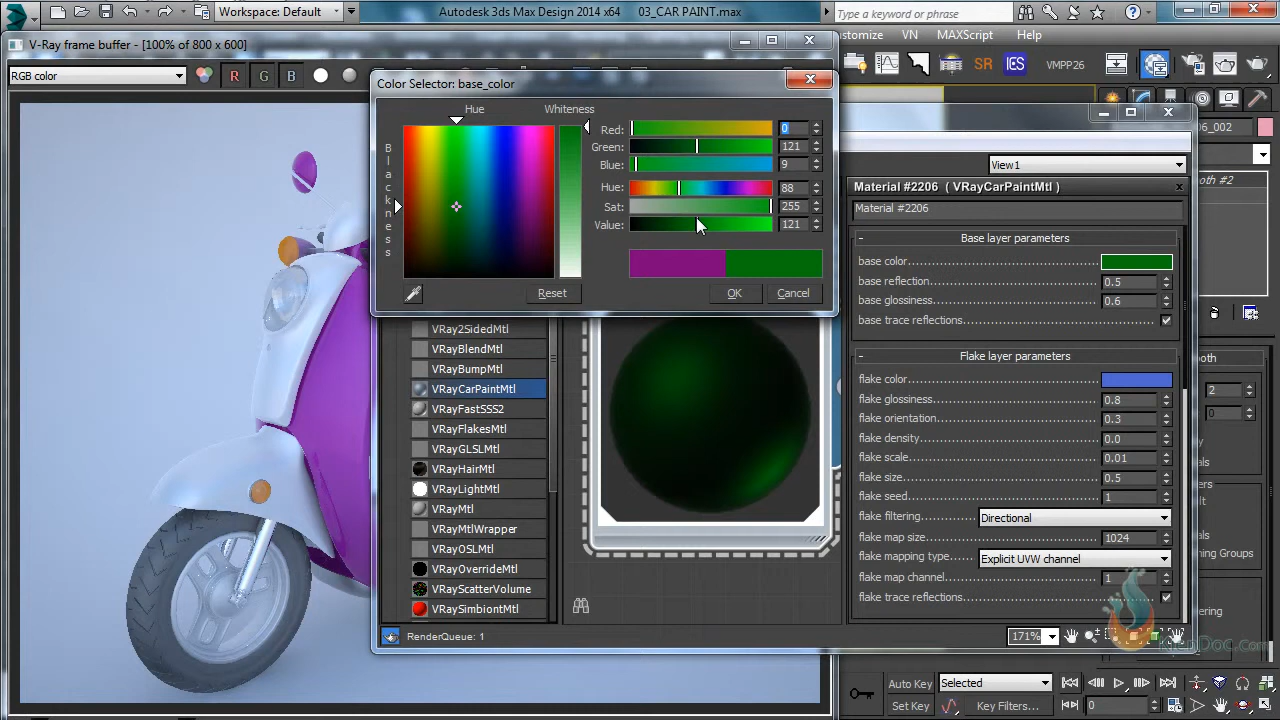 Workspace: Default
Autodesk 3ds Max Design 2014 x64
03_CAR PAINT.max
Type a keyword or phrase
V-Ray frame buffer - [100% of 800 x 600]
VN
MAXScript
Help
RGB color
R
G
B
SR
ICS
VMPP26
Color Selector: base_color
Hue
Whiteness
Blackness
Red:
0
Green:
121
Blue:
9
Hue:
88
Sat:
255
Value:
121
Reset
OK
Cancel
View1
Material #2206 ( VRayCarPaintMtl )
Material #2206
- Base layer parameters
base color
base reflection
0.5
base glossiness
0.6
base trace reflections
- Flake layer parameters
flake color
flake glossiness
0.8
flake orientation
0.3
flake density
0.0
flake scale
0.01
flake size
0.5
flake seed
1
flake filtering
Directional
flake map size
1024
flake mapping type
Explicit UVW channel
flake map channel
1
flake trace reflections
VRay2SidedMtl
VRayBlendMtl
VRayBumpMtl
VRayCarPaintMtl
VRayFastSSS2
VRayFlakesMtl
VRayGLSLMtl
VRayHairMtl
VRayLightMtl
VRayMtl
VRayMtlWrapper
VRayOSLMtl
VRayOverrideMtl
VRayScatterVolume
VRaySimbiontMtl
RenderQueue: 1
171%
2
0
Auto Key
Selected
Set Key
Key Filters...
0